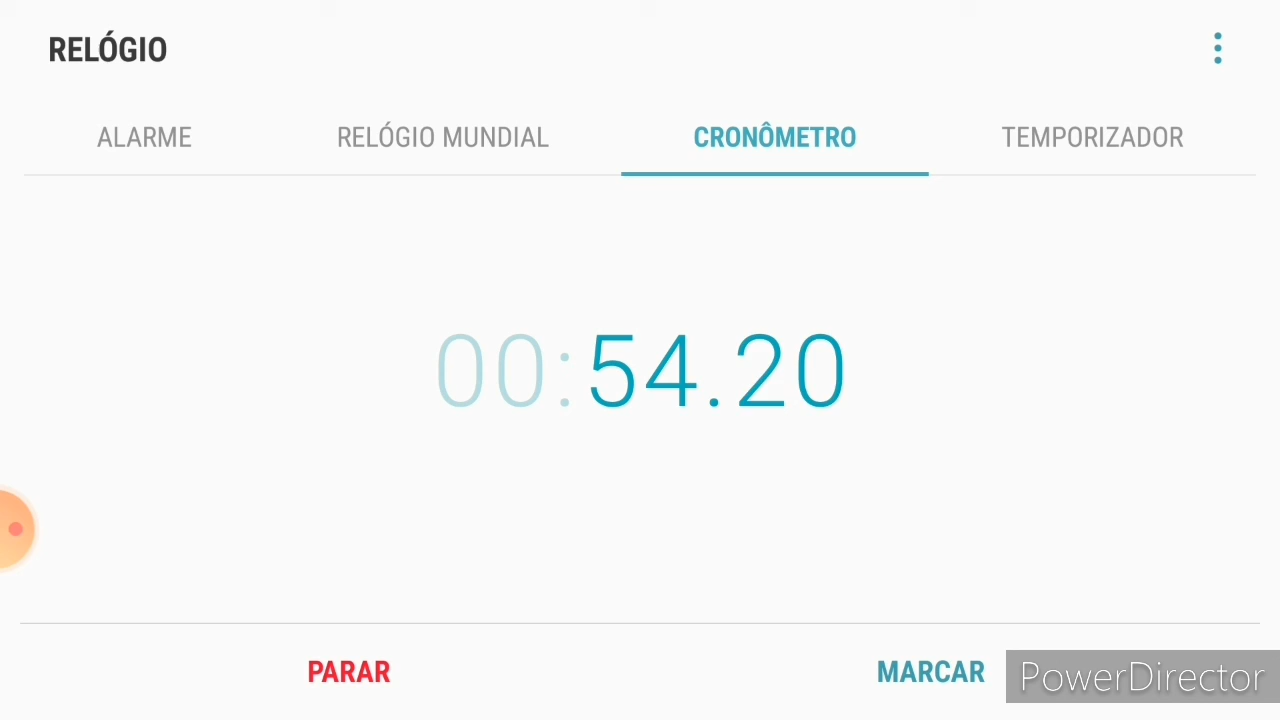 RELÓGIO
ALARME RELÓGIO MUNDIAL CRONÔMETRO TEMPORIZADOR
00:54.20
PARAR MARCAR PowerDirector